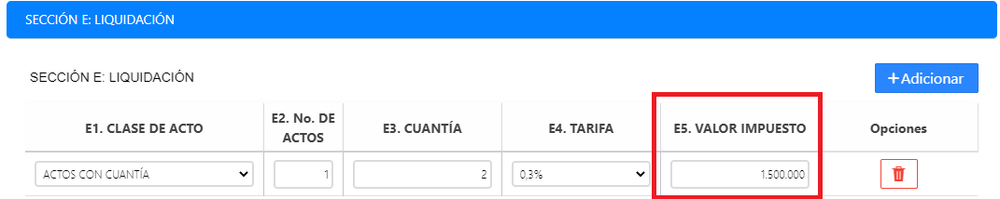 SECCIÓN E: LIQUIDACIÓN
SECCIÓN E: LIQUIDACIÓN
+Adicionar
E1. CLASE DE ACTO
E2. No. DE
ACTOS
E3. CUANTÍA
E4. TARIFA
E5. VALOR IMPUESTO
Opciones
ACTOS CON CUANTÍA
1
2
0,3%
1.500.000